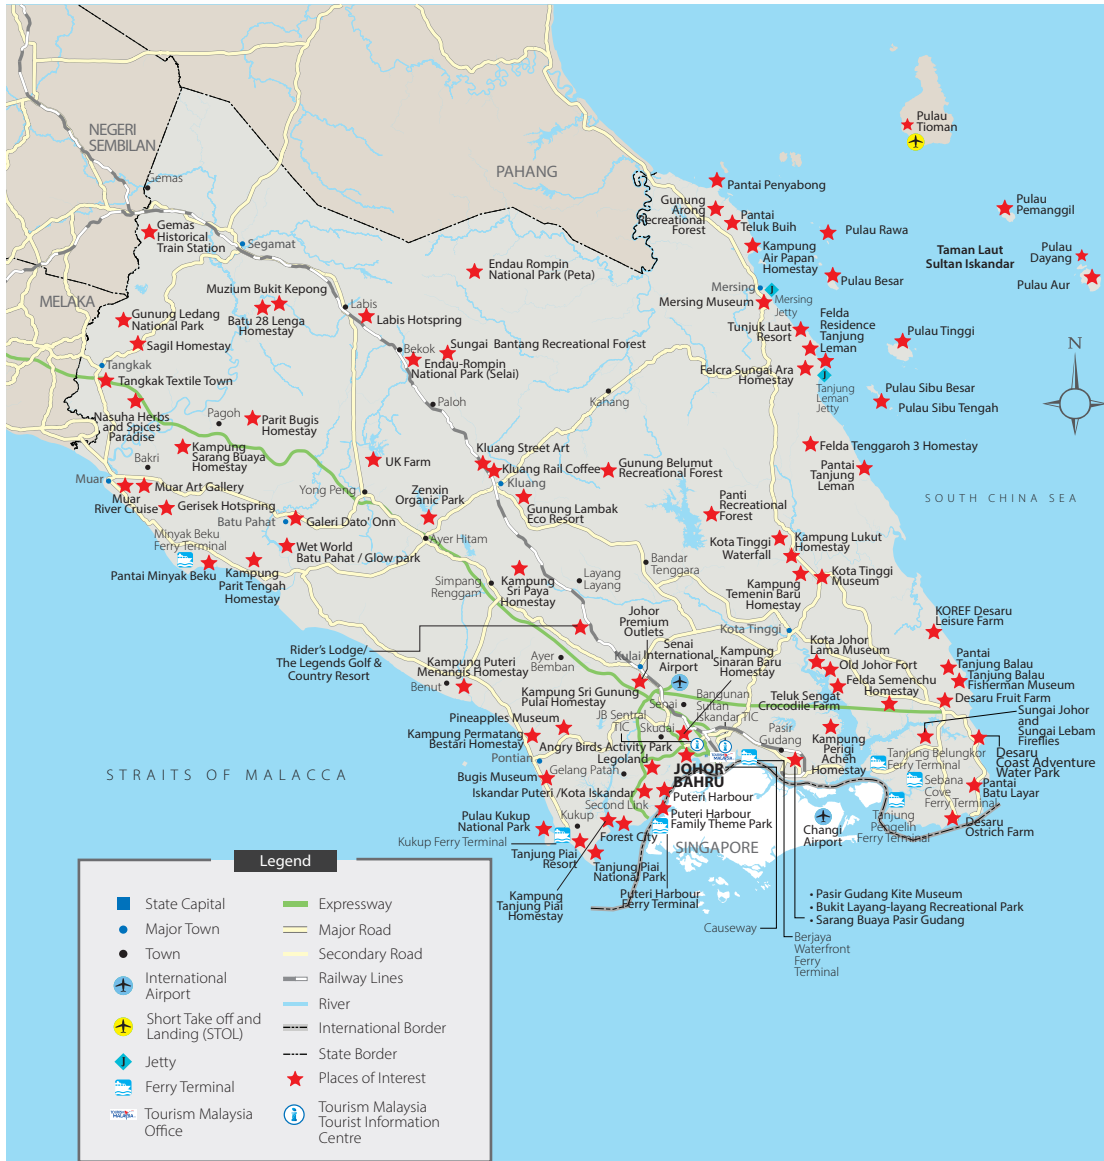 NEGERI
SEMBILAN
PAHANG
MELAKA
Gemas
Gemas
Historical
Train Station
Segamat
Pulau
Tioman
Pantai Penyabong
Gunung
Arong
Recreational
Forest
Pantai
Teluk Buih
Kampung
Air Papan
Homestay
Pulau Rawa
Pulau
Pemanggil
Taman Laut
Sultan Iskandar
Pulau
Dayang
Pulau Aur
Pulau Besar
Endau Rompin
National Park (Peta)
Mersing
Mersing Museum
Mersing
Jetty
Muzium Bukit Kepong
Batu 28 Lenga
Homestay
Labis
Labis Hotspring
Gunung Ledang
National Park
Sagil Homestay
Tunjuk Laut
Resort
Felda
Residence
Tanjung
Leman
Pulau Tinggi
Sungai Bantang Recreational Forest
Bekok
Endau-Rompin
National Park (Selai)
Felcra Sungai Ara
Homestay
Tanjung
Leman
Jetty
N
Tangkak
Tangkak Textile Town
Pulau Sibu Besar
Pulau Sibu Tengah
Paloh
Kahang
Nasuha Herbs
and Spices
Paradise
Pagoh
Parit Bugis
Homestay
Kampung
Sarang Buaya
Homestay
Bakri
Kluang Street Art
Kluang Rail Coffee
Kluang
Gunung Belumut
Recreational Forest
Felda Tenggaroh 3 Homestay
Pantai
Tanjung
Leman
UK Farm
Muar
Muar
River Cruise
Muar Art Gallery
Gerisek Hotspring
Yong Peng
Zenxin
Organic Park
Gunung Lambak
Eco Resort
Panti
Recreational
Forest
SOUTH CHINA SEA
Batu Pahat
Galeri Dato' Onn
Minyak Beku
Ferry Terminal
Ayer Hitam
Kota Tinggi
Waterfall
Kampung Lukut
Homestay
Wet World
Batu Pahat / Glow park
Pantai Minyak Beku
Kampung
Parit Tengah
Homestay
Simpang
Renggam
Kampung
Sri Paya
Homestay
Layang
Layang
Bandar
Tenggara
Kampung
Temenin Baru
Homestay
Kota Tinggi
Museum
Johor
Premium
Outlets
Kota Tinggi
KOREF Desaru
Leisure Farm
Rider's Lodge/
The Legends Golf &
Country Resort
Ayer
Bemban
Kulai
Senai
International
Airport
Kampung
Sinaran Baru
Homestay
Kota Johor
Lama Museum
Old Johor Fort
Pantai
Tanjung Balau
Tanjung Balau
Fisherman Museum
Kampung Puteri
Menangis Homestay
Benut
Kampung Sri Gunung
Pulai Homestay
Felda Semenchu
Homestay
Teluk Sengat
Crocodile Farm
Desaru Fruit Farm
Senai
Bangunan
Sultan
Iskandar TIC
JB Sentral
TIC
Skudai
Pasir
Gudang
Sungai Johor
and
Sungai Lebam
Fireflies
Pineapples Museum
Kampung Permatang
Bestari Homestay
Angry Birds Activity Park
Legoland
Kampung
Perigi
Acheh
Homestay
Tanjung Belungkor
Ferry Terminal
Desaru
Coast Adventure
Water Park
Pontian
STRAITS OF MALACCA
JOHOR
BAHRU
Bugis Museum
Gelang Patah
Iskandar Puteri /Kota Iskandar
Puteri Harbour
Sebana
Cove
Ferry Terminal
Pantai
Batu Layar
Second Link
Pulau Kukup
National Park
Kukup
Puteri Harbour
Family Theme Park
Changi
Airport
Tanjung
Pengelih
Ferry Terminal
Desaru
Ostrich Farm
Kukup Ferry Terminal
Forest City
SINGAPORE
Tanjung Piai
Resort
Tanjung Piai
National Park
Kampung
Tanjung Piai
Homestay
Puteri Harbour
Ferry Terminal
• Pasir Gudang Kite Museum
• Bukit Layang-layang Recreational Park
• Sarang Buaya Pasir Gudang
Causeway
Berjaya
Waterfront
Ferry
Terminal
Legend
State Capital
Major Town
Town
International
Airport
Short Take off and
Landing (STOL)
J
Jetty
Ferry Terminal
Tourism Malaysia
Office
Expressway
Major Road
Secondary Road
Railway Lines
River
International Border
State Border
Places of Interest
Tourism Malaysia
Tourist Information
Centre